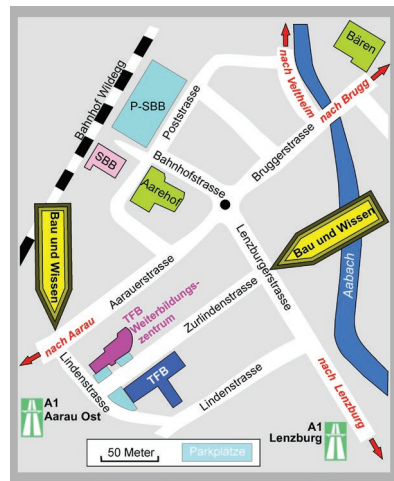 Bären
Bahnhof Wildegg
P-SBB
Poststrasse
nach Veltheim
nach Brugg
SBB
Bahnhofstrasse
Bruggerstrasse
Aarehof
Bau und Wissen
Bau und Wissen
Aarauerstrasse
Lenzburgerstrasse
Aabach
TFB
Weiterbildungs-
zentrum
Zurlindenstrasse
nach Aarau
Lindenstrasse
TFB
Lindenstrasse
nach Lenzburg
A1
Aarau Ost
A1
Lenzburg
50 Meter
Parkplätze